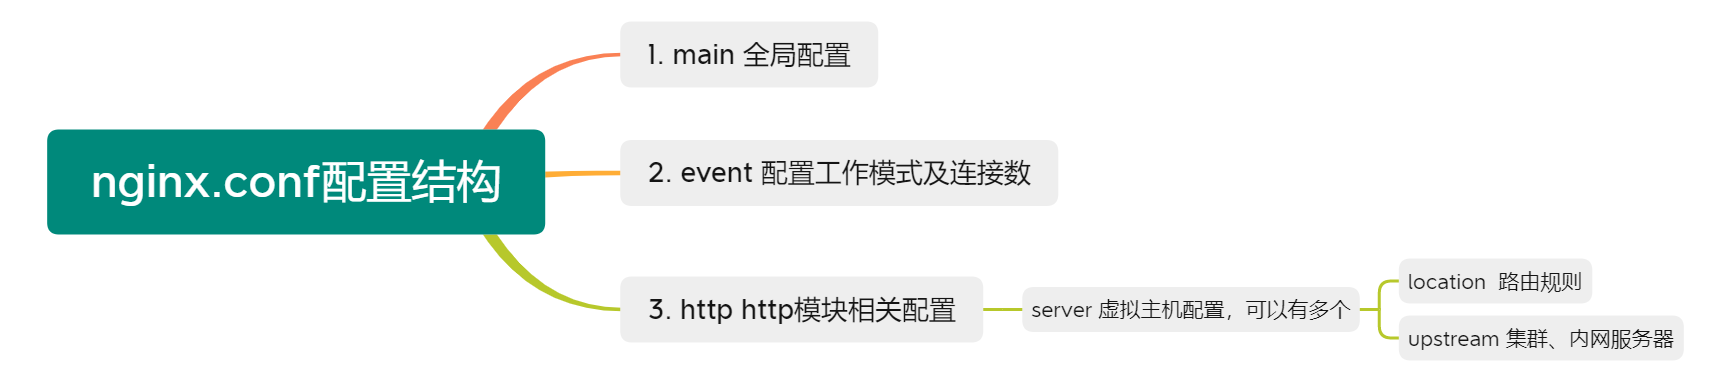 nginx.conf配置结构
1. main 全局配置
2. event 配置工作模式及连接数
3. http http模块相关配置
server 虚拟主机配置，可以有多个
location 路由规则
upstream 集群、内网服务器